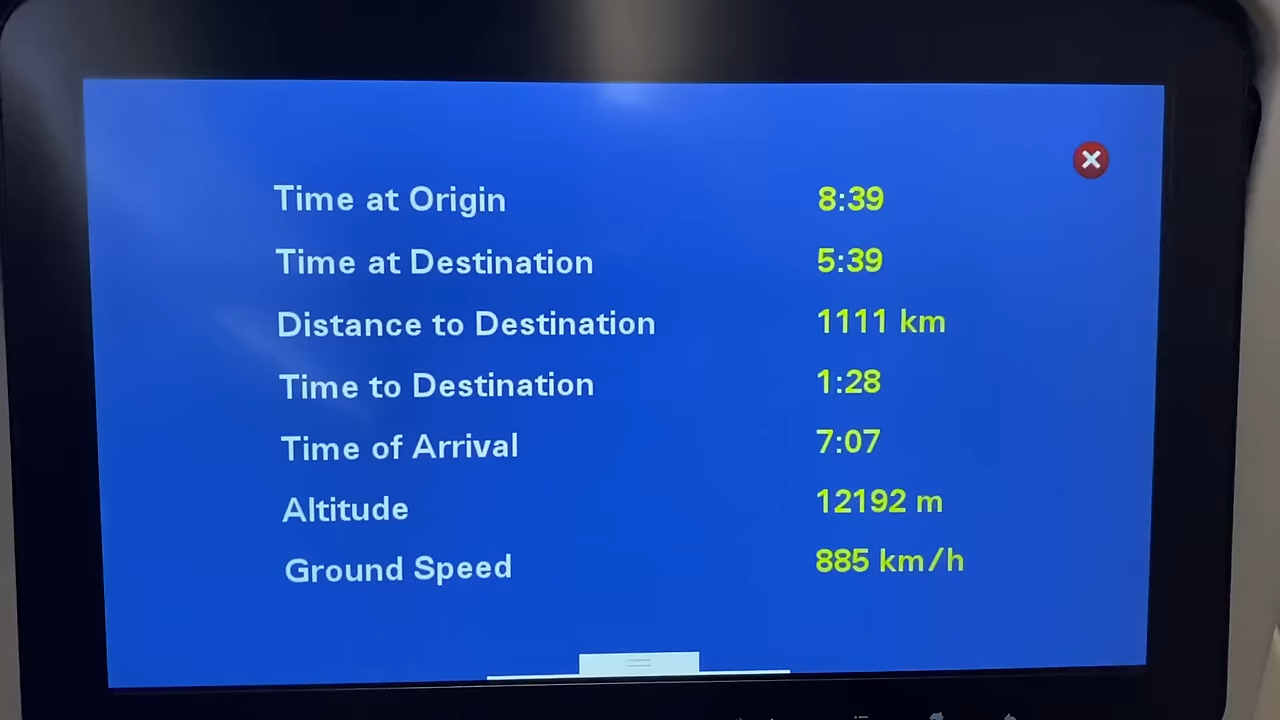 Time at Origin 8:39
Time at Destination 5:39
Distance to Destination 1111 km
Time to Destination 1:28
Time of Arrival 7:07
Altitude 12192 m
Ground Speed 885 km/h